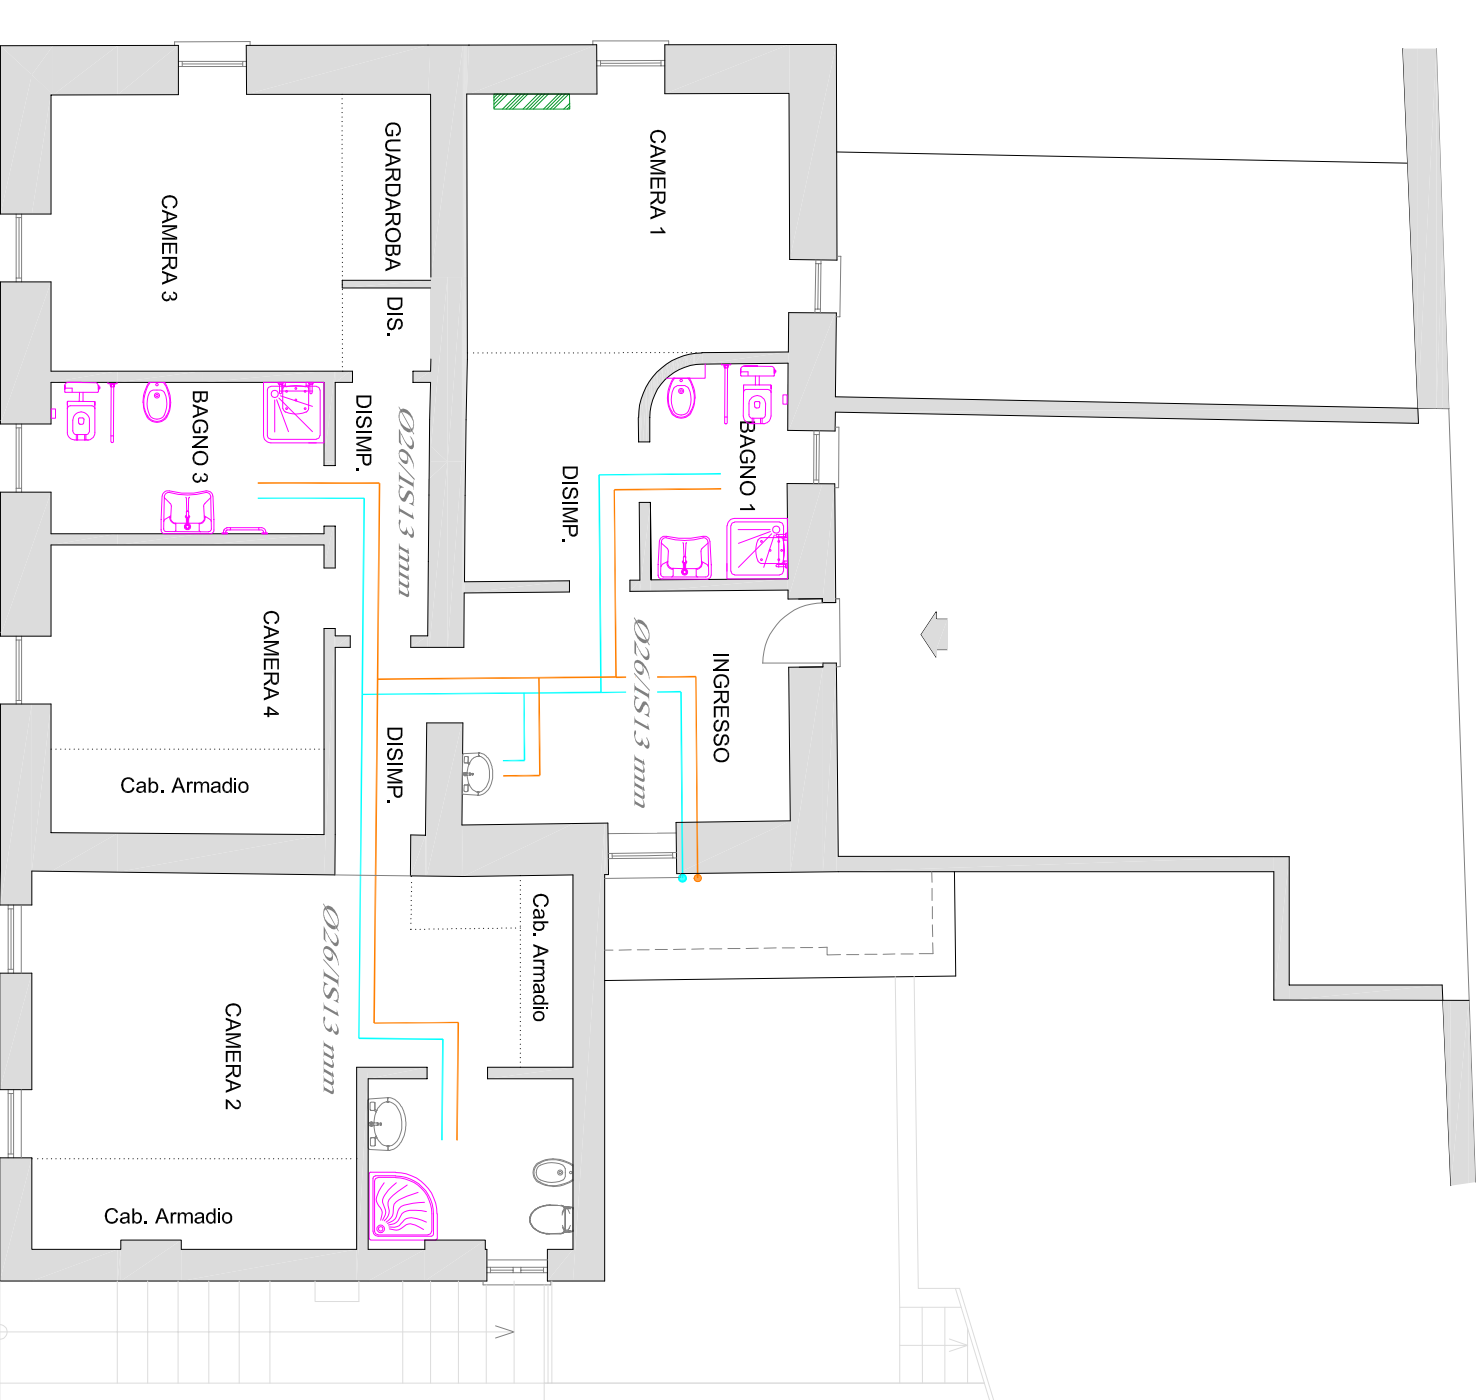 GUARDAROBA
CAMERA 1
CAMERA 3
DIS.
DISIMP.
BAGNO 3
Ø26/IS13 mm
DISIMP.
BAGNO 1
CAMERA 4
Ø26/IS13 mm
INGRESSO
DISIMP.
Cab. Armadio
Cab. Armadio
Ø26/IS13 mm
CAMERA 2
Cab. Armadio